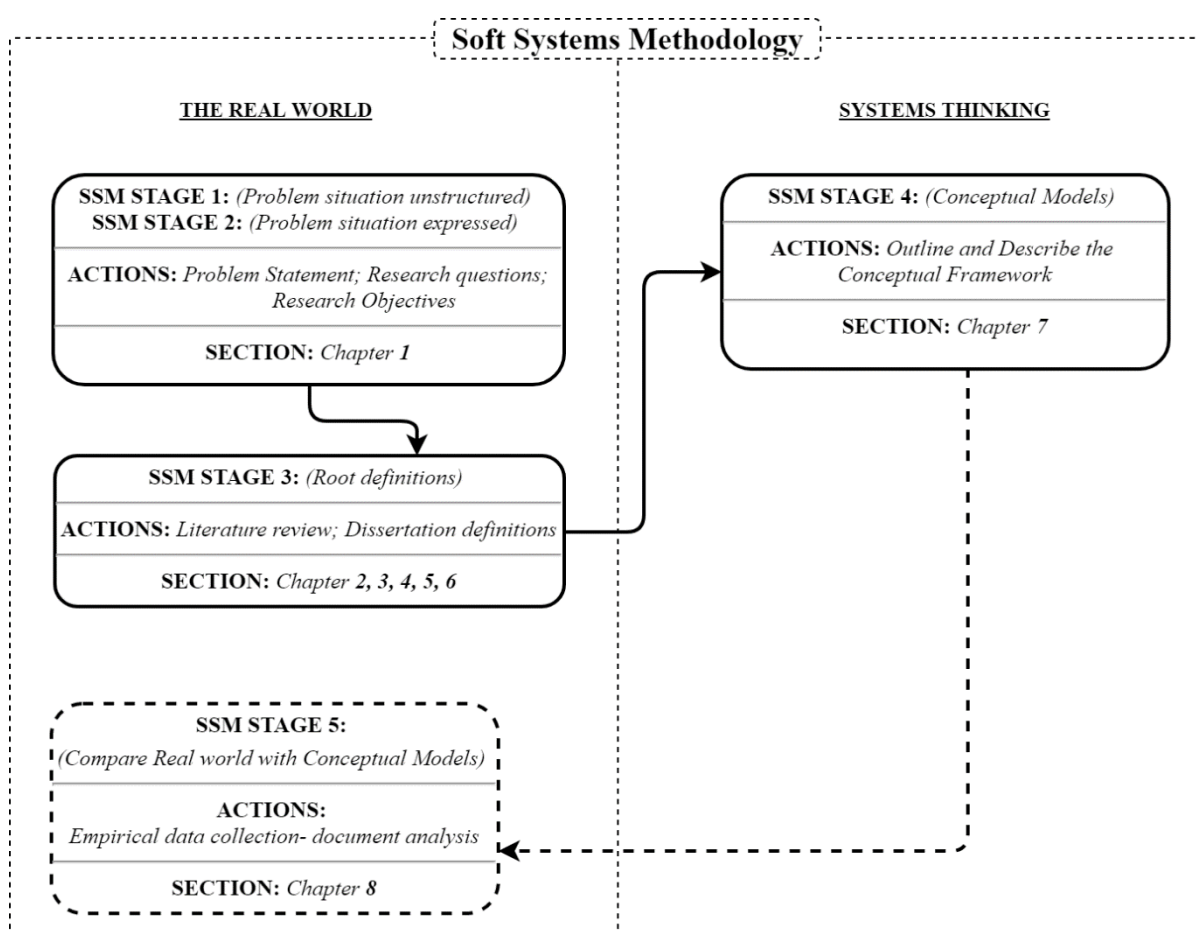 Soft Systems Methodology
THE REAL WORLD
SSM STAGE 1: (Problem situation unstructured)
SSM STAGE 2: (Problem situation expressed)
ACTIONS: Problem Statement; Research questions;
Research Objectives
SECTION: Chapter 1
SSM STAGE 3: (Root definitions)
ACTIONS: Literature review; Dissertation definitions
SECTION: Chapter 2, 3, 4, 5, 6
SYSTEMS THINKING
SSM STAGE 4: (Conceptual Models)
ACTIONS: Outline and Describe the
Conceptual Framework
SECTION: Chapter 7
SSM STAGE 5:
(Compare Real world with Conceptual Models)
ACTIONS:
Empirical data collection- document analysis
SECTION: Chapter 8